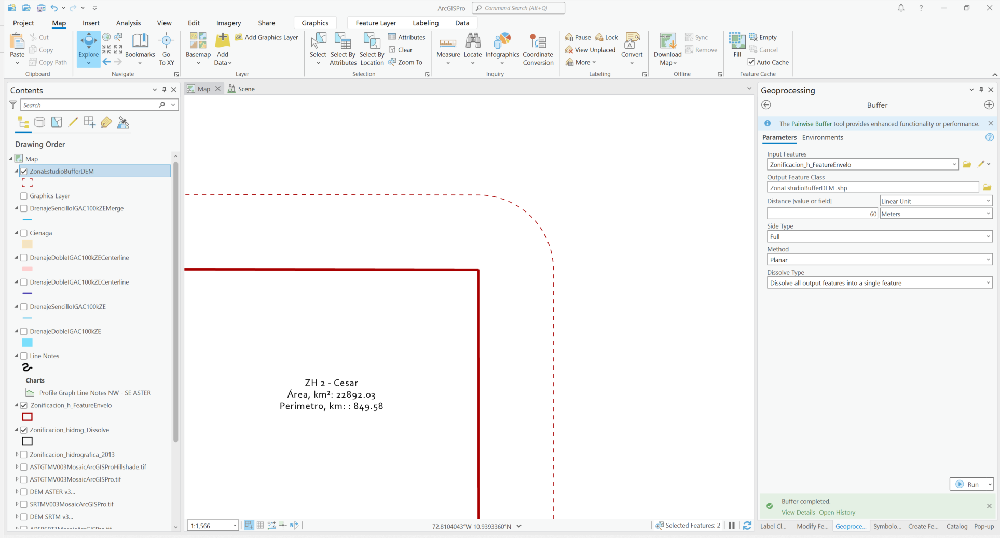 ArcGISPro
Command Search (Alt+Q)
Project
Map
Insert
Analysis
View
Edit
Imagery
Share
Graphics
Feature Layer
Labeling
Data
Paste
Cut
Copy
Copy Path
Clipboard
Explore
Bookmarks
Go
To XY
Navigate
Basemap
Add
Data
Add Graphics Layer
Layer
Select
Select By
Attributes
Select By
Location
Attributes
Clear
Zoom To
Selection
Measure
Locate
Infographics
Coordinate
Conversion
Inquiry
Pause
Lock
View Unplaced
More
Convert
Labeling
Download
Map
Sync
Remove
Offline
Fill
Empty
Cancel
Auto Cache
Feature Cache
Contents
Search
Drawing Order
Map
ZonaEstudioBufferDEM
Graphics Layer
DrenajeSencilloIGAC100kZEMerge
Cienaga
DrenajeDobleIGAC100kZECenterline
DrenajeDobleIGAC100kZECenterline
DrenajeSencilloIGAC100kZE
DrenajeDobleIGAC100kZE
Line Notes
Charts
Profile Graph Line Notes NW - SE ASTER
Zonificacion_h_FeatureEnvelo
Zonificacion_hidrog_Dissolve
Zonificacion_hidrografica_2013
ASTGTMV003MosaicArcGISProHillshade.tif
ASTGTMV003MosaicArcGISPro.tif
DEM ASTER v3...
SRTMV003MosaicArcGISPro.tif
DEM SRTM v3...
Map
Scene
ZH 2 - Cesar
Área, km²: 22892.03
Perímetro, km: : 849.58
1:1,566
72.8104043°W 10.9393360°N
Selected Features: 2
Geoprocessing
Buffer
The Pairwise Buffer tool provides enhanced functionality or performance.
Parameters
Environments
Input Features
Zonificacion_h_FeatureEnvelo
Output Feature Class
ZonaEstudioBufferDEM .shp
Distance [value or field]
Linear Unit
60
Meters
Side Type
Full
Method
Planar
Dissolve Type
Dissolve all output features into a single feature
Run
Buffer completed.
View Details Open History
Label Cl...
Modify Fe...
Geoproce...
Symbolo...
Create Fe...
Catalog
Pop-up